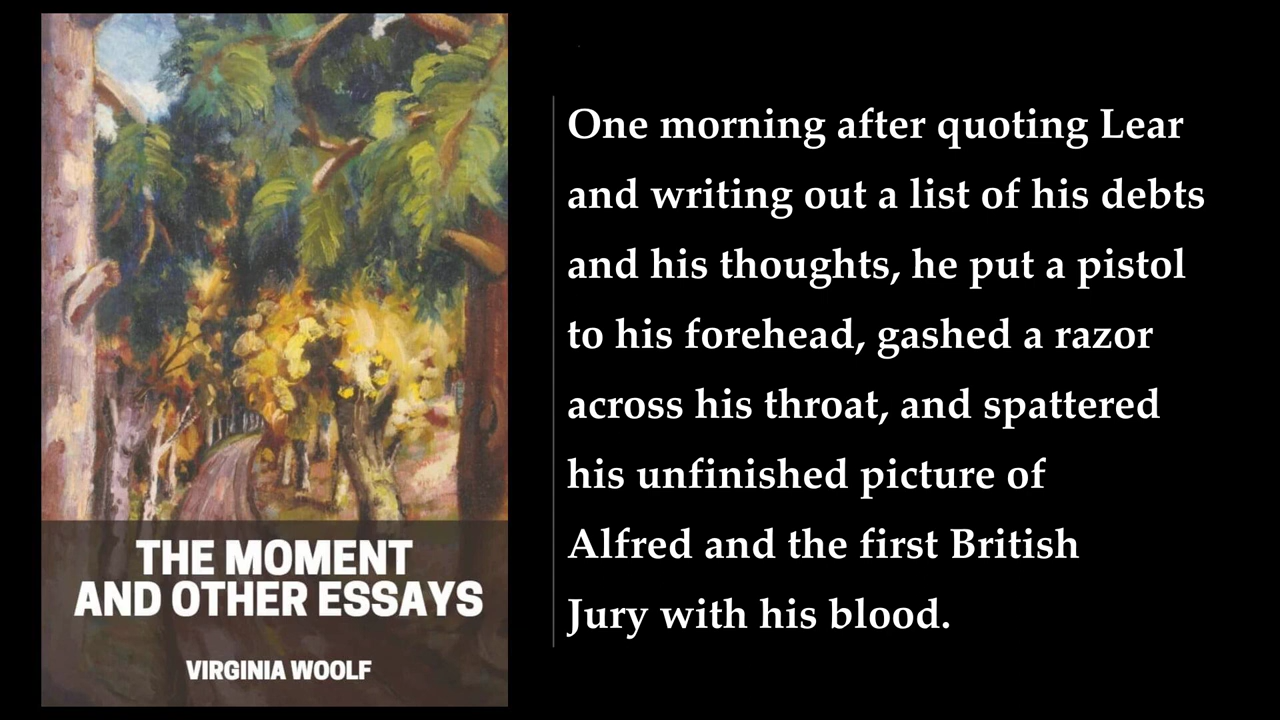 THE MOMENT
AND OTHER ESSAYS
VIRGINIA WOOLF
One morning after quoting Lear
and writing out a list of his debts
and his thoughts, he put a pistol
to his forehead, gashed a razor
across his throat, and spattered
his unfinished picture of
Alfred and the first British
Jury with his blood.